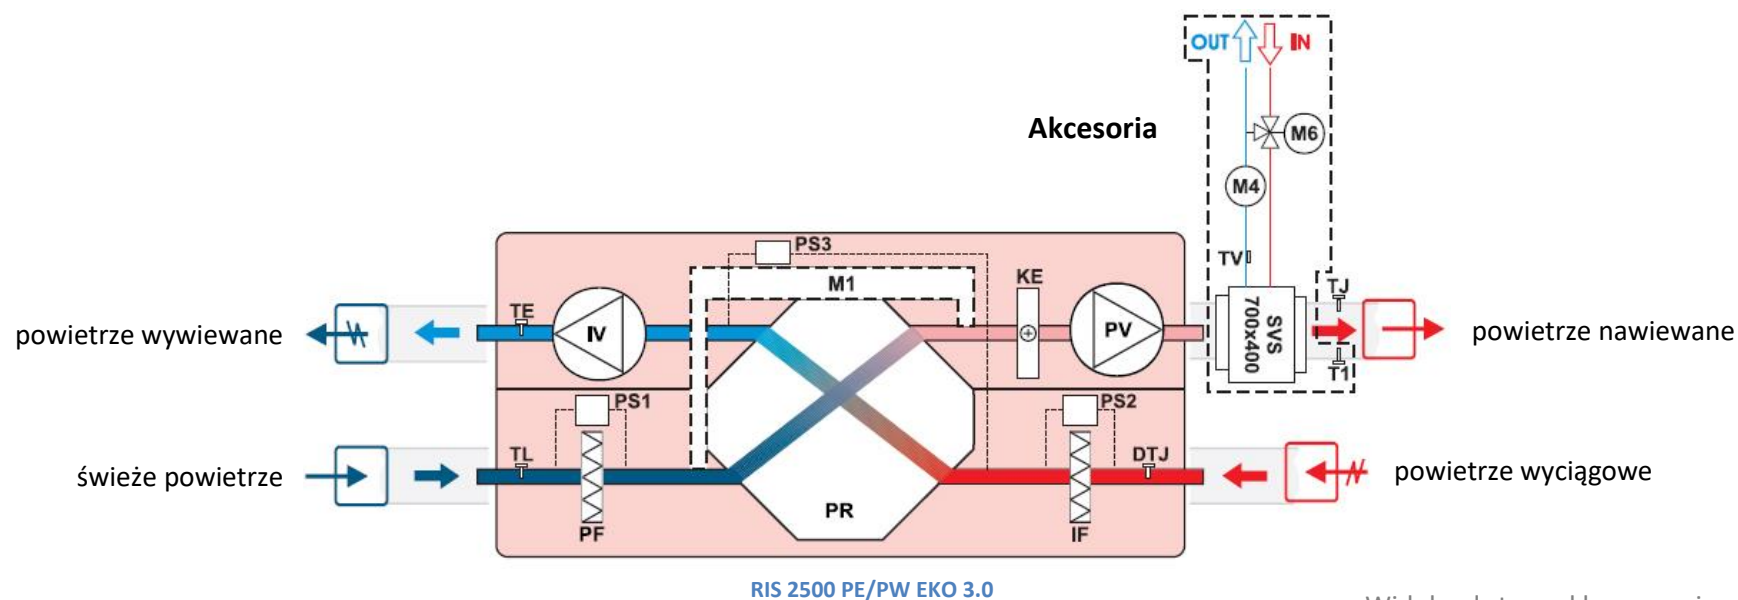 OUT IN
Akcesoria
M6
M4
TV
PS3
M1
KE
TJ
TE
IV
PV
SVS
700x400
T1
powietrze wywiewane
powietrze nawiewane
PS1
PS2
TL
DTJ
świeże powietrze
powietrze wyciągowe
PR
PF
IF
RIS 2500 PE/PW EKO 3.0